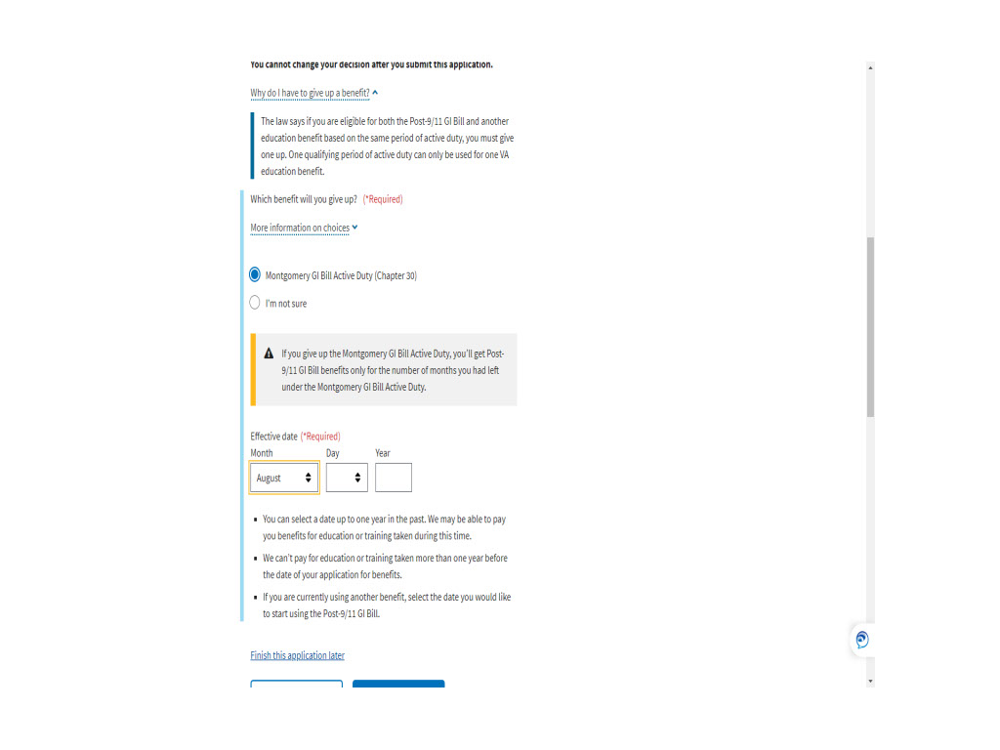 You cannot change your decision after you submit this application.
Why do I have to give up a benefit?
The law says if you are eligible for both the Post-9/11 GI Bill and another
education benefit based on the same period of active duty, you must give
one up. One qualifying period of active duty can only be used for one VA
education benefit.
Which benefit will you give up? (*Required)
More information on choices
Montgomery GI Bill Active Duty (Chapter 30)
I'm not sure
If you give up the Montgomery GI Bill Active Duty, you'll get Post-
9/11 GI Bill benefits only for the number of months you had left
under the Montgomery GI Bill Active Duty.
Effective date (*Required)
Month Day Year
August
You can select a date up to one year in the past. We may be able to pay
you benefits for education or training taken during this time.
We can't pay for education or training taken more than one year before
the date of your application for benefits.
If you are currently using another benefit, select the date you would like
to start using the Post-9/11 GI Bill.
Finish this application later